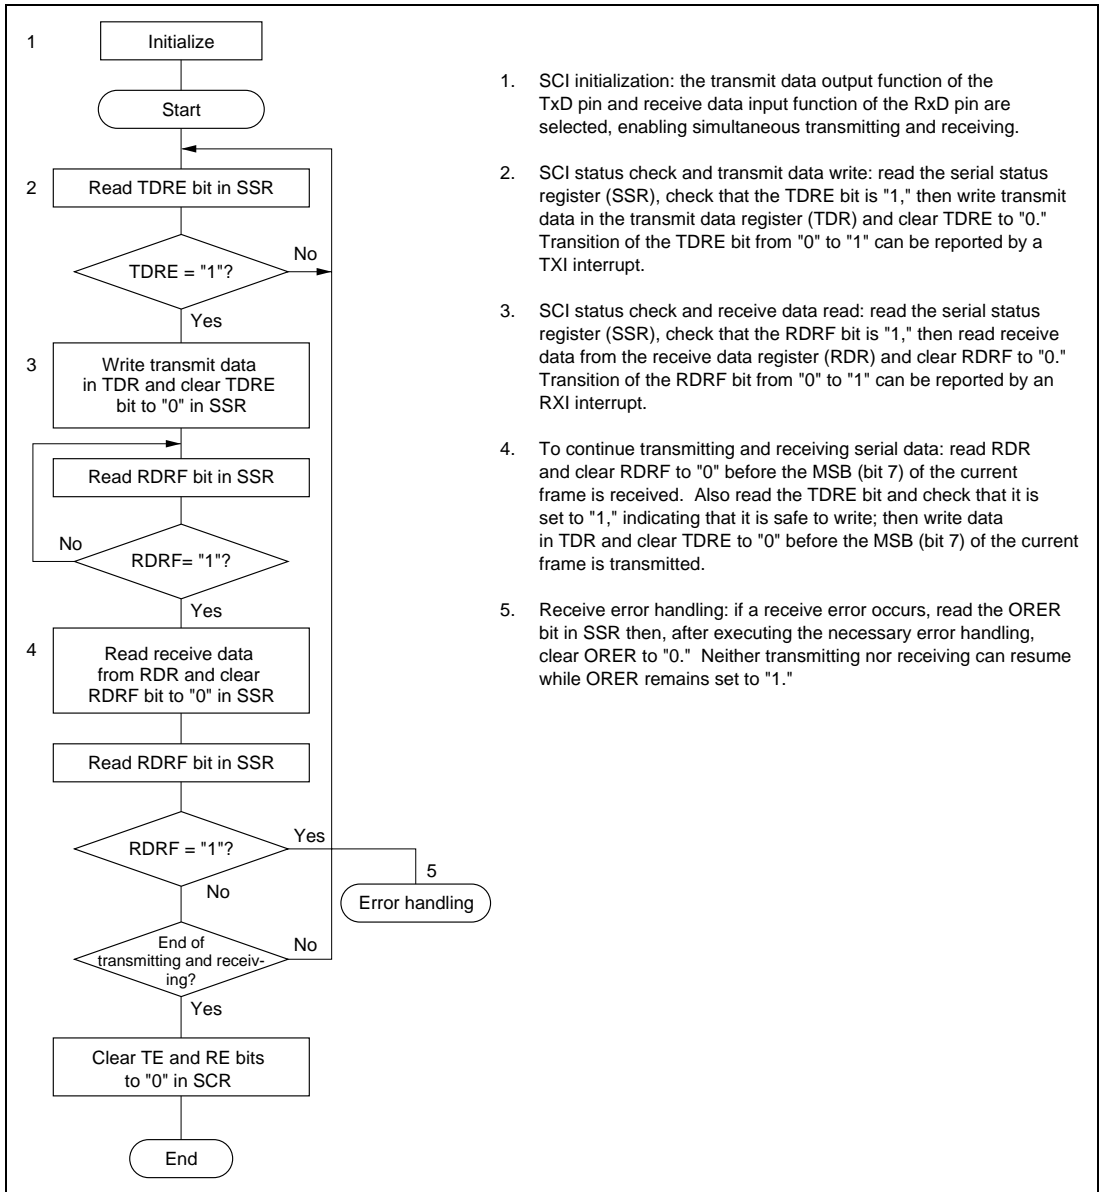 1
Initialize
Start
2
Read TDRE bit in SSR
TDRE = "1"?
No
Yes
3
Write transmit data
in TDR and clear TDRE
bit to "0" in SSR
Read RDRF bit in SSR
No
RDRF= "1"?
Yes
4
Read receive data
from RDR and clear
RDRF bit to "0" in SSR
Read RDRF bit in SSR
RDRF = "1"?
Yes
5
Error handling
No
End of
transmitting and receiv-
ing?
No
Yes
Clear TE and RE bits
to "0" in SCR
End
1. SCI initialization: the transmit data output function of the
TxD pin and receive data input function of the RxD pin are
selected, enabling simultaneous transmitting and receiving.
2. SCI status check and transmit data write: read the serial status
register (SSR), check that the TDRE bit is "1," then write transmit
data in the transmit data register (TDR) and clear TDRE to "0."
Transition of the TDRE bit from "0" to "1" can be reported by a
TXI interrupt.
3. SCI status check and receive data read: read the serial status
register (SSR), check that the RDRF bit is "1," then read receive
data from the receive data register (RDR) and clear RDRF to "0."
Transition of the RDRF bit from "0" to "1" can be reported by an
RXI interrupt.
4. To continue transmitting and receiving serial data: read RDR
and clear RDRF to "0" before the MSB (bit 7) of the current
frame is received. Also read the TDRE bit and check that it is
set to "1," indicating that it is safe to write; then write data
in TDR and clear TDRE to "0" before the MSB (bit 7) of the current
frame is transmitted.
5. Receive error handling: if a receive error occurs, read the ORER
bit in SSR then, after executing the necessary error handling,
clear ORER to "0." Neither transmitting nor receiving can resume
while ORER remains set to "1."